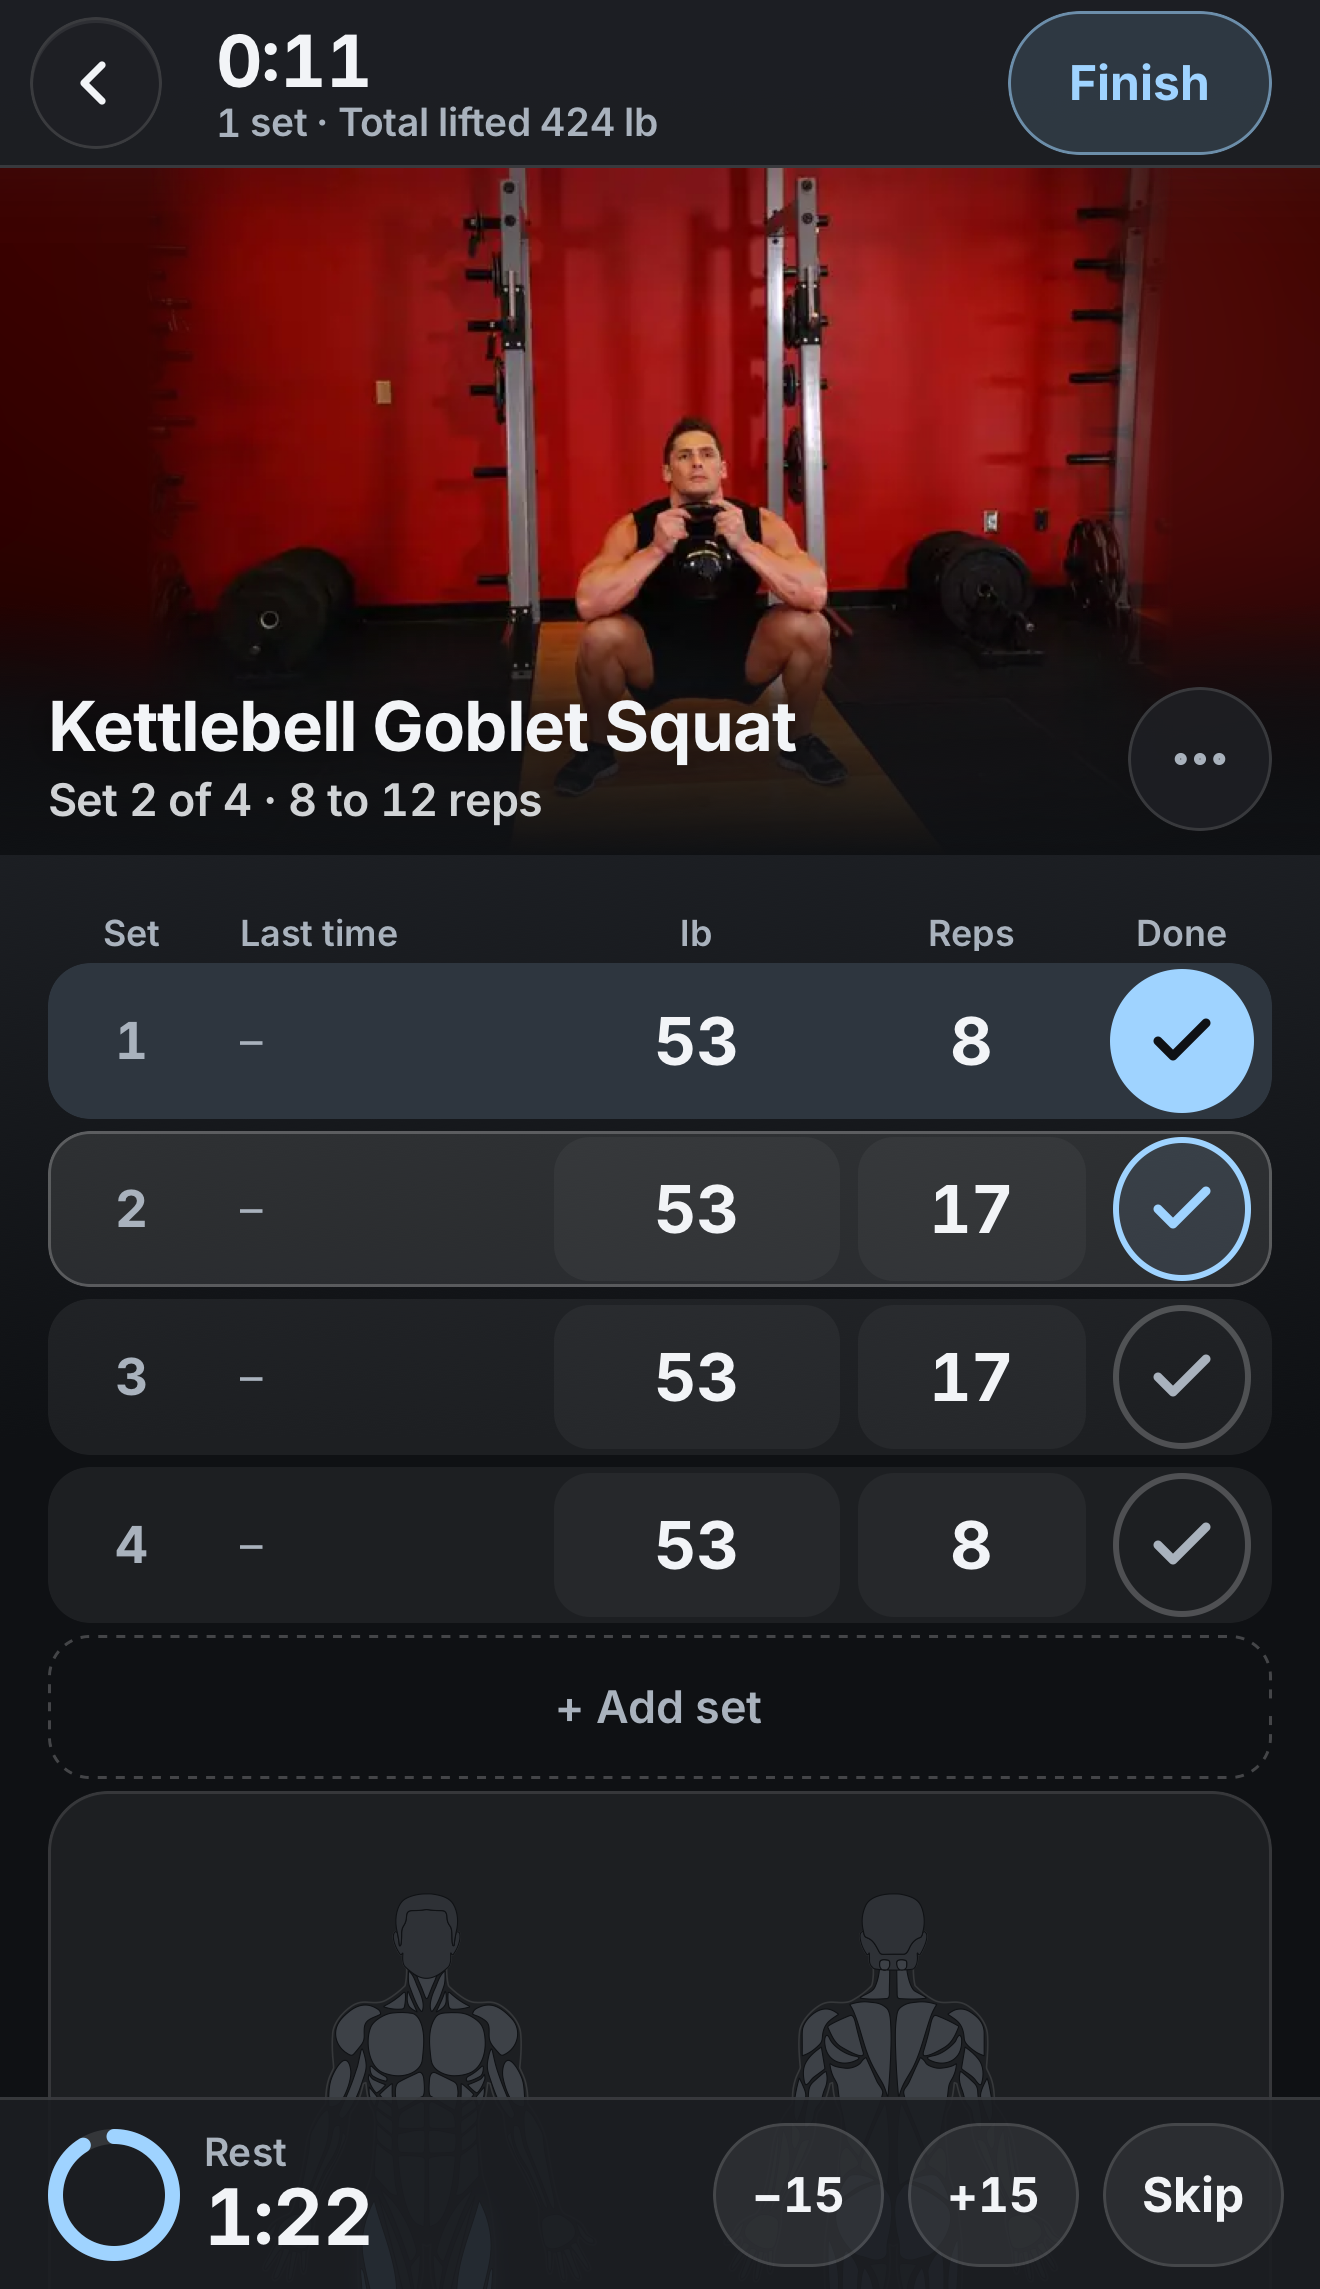 0:11
1 set · Total lifted 424 lb
Finish
Kettlebell Goblet Squat
Set 2 of 4 · 8 to 12 reps
Set Last time lb Reps Done
1 – 53 8
2 – 53 17
3 – 53 17
4 – 53 8
+ Add set
Rest
1:22
−15 +15 Skip